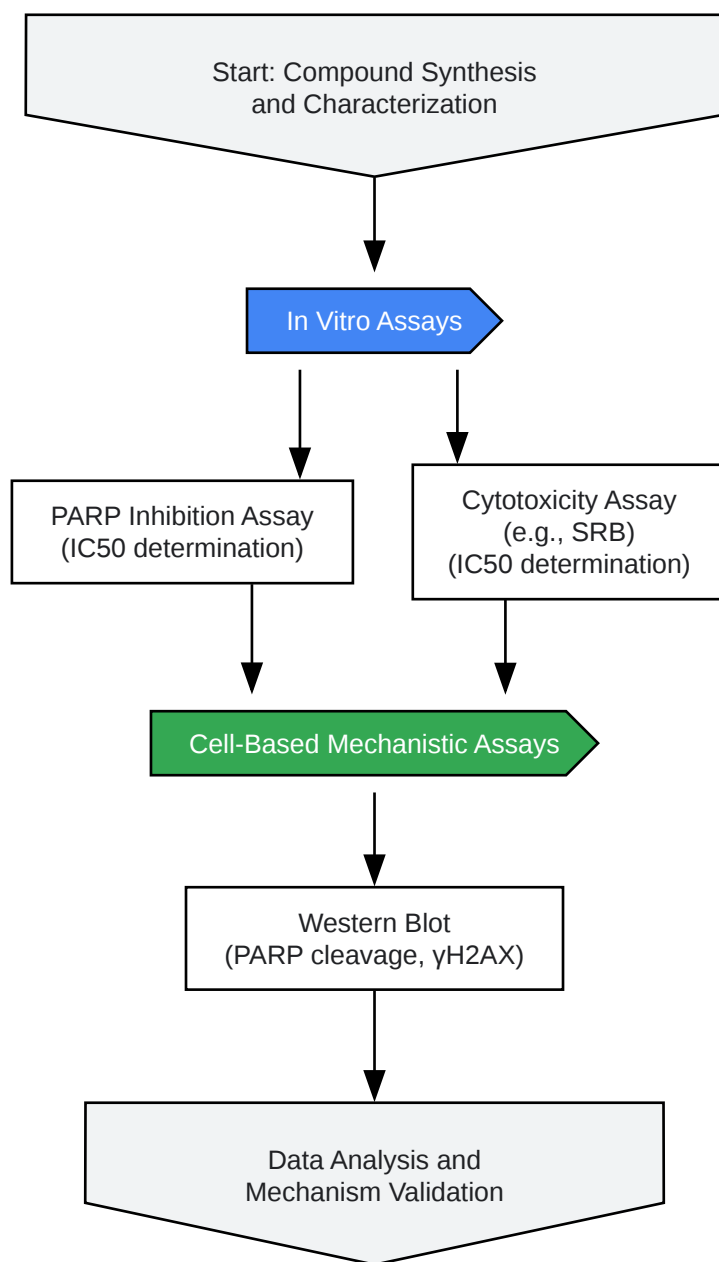 Start: Compound Synthesis
and Characterization
In Vitro Assays
PARP Inhibition Assay
(IC50 determination)
Cytotoxicity Assay
(e.g., SRB)
(IC50 determination)
Cell-Based Mechanistic Assays
Western Blot
(PARP cleavage, γH2AX)
Data Analysis and
Mechanism Validation